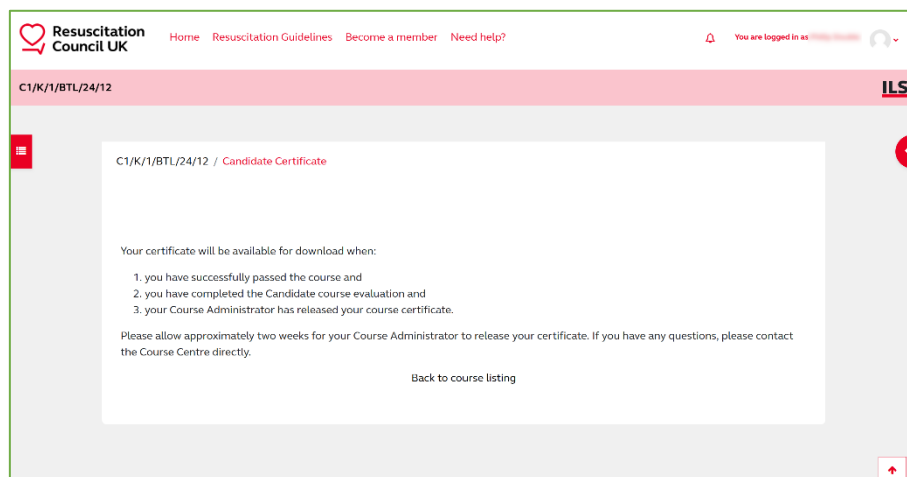 Resuscitation
Council UK
Home Resuscitation Guidelines Become a member Need help?
You are logged in as
C1/K/1/BTL/24/12
ILS
C1/K/1/BTL/24/12 / Candidate Certificate
Your certificate will be available for download when:
1. you have successfully passed the course and
2. you have completed the Candidate course evaluation and
3. your Course Administrator has released your course certificate.
Please allow approximately two weeks for your Course Administrator to release your certificate. If you have any questions, please contact
the Course Centre directly.
Back to course listing